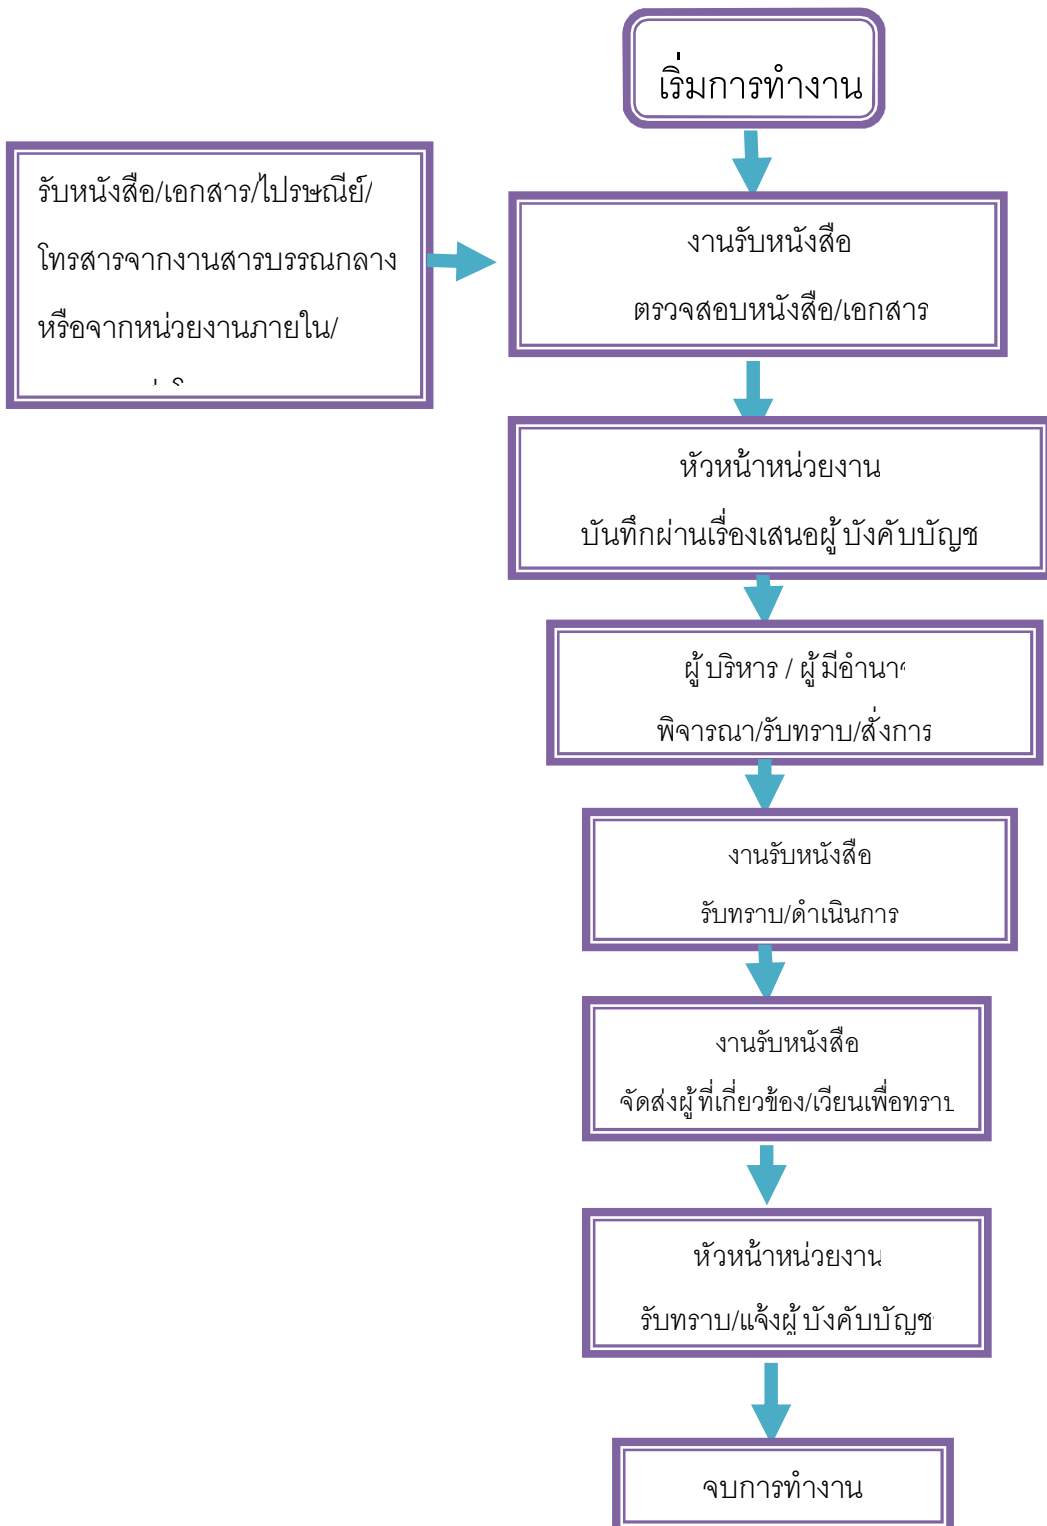 เริ่มการทำงาน
รับหนังสือ/เอกสาร/ไปรษณีย์/
โทรสารจากงานสารบรรณกลาง
หรือจากหน่วยงานภายใน/
งานรับหนังสือ
ตรวจสอบหนังสือ/เอกสาร
หัวหน้าหน่วยงาน
บันทึกผ่านเรื่องเสนอผู้บังคับบัญช
ผู้บริหาร / ผู้มีอำนา
พิจารณา/รับทราบ/สั่งการ
งานรับหนังสือ
รับทราบ/ดำเนินการ
งานรับหนังสือ
จัดส่งผู้ที่เกี่ยวข้อง/เวียนเพื่อทราบ
หัวหน้าหน่วยงาน
รับทราบ/แจ้งผู้บังคับบัญช
จบการทำงาน